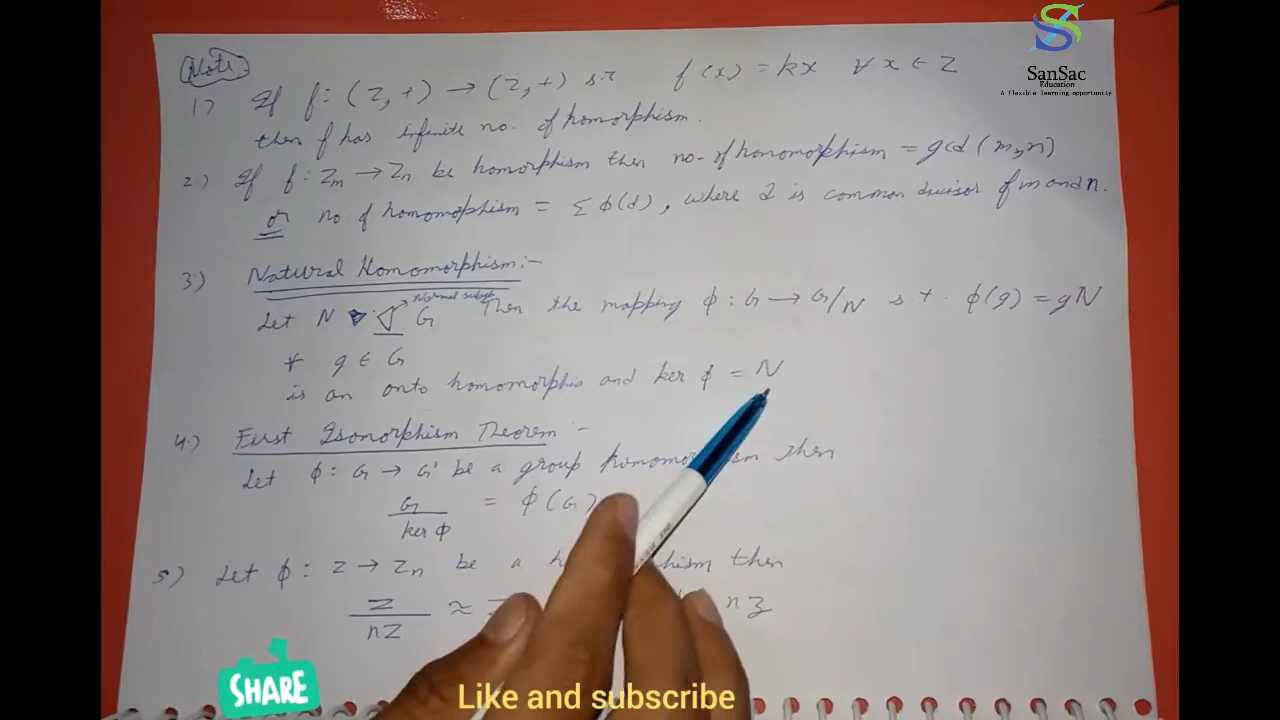 Note
1.) If f: (Z, +) → (Z, +) s.t f(x) = kx ∀ x ∈ Z
then f has infinite no. of homorphism.
2.) If f: Zm → Zn be homorphism then no. of homomorphism = gcd (m, n)
or no. of homomophism = Σ ϕ(d), where d is common divisor of m and n.
3.) Natural Homomorphism:-
Normal subgh
Let N ◁ G Then the mapping ϕ: G → G/N s.t. ϕ(g) = gN
∀ g ∈ G
is an onto homomorphis and ker ϕ = N
4.) First Isomorphism Theorem :-
Let ϕ: G → G' be a group homomorphism then
G/ker ϕ = ϕ(G)
5.) Let ϕ: Z → Zn be a then
Z/nZ ≈ nZ
SanSac
Education
A flexible learning opportunity
SHARE
Like and subscribe